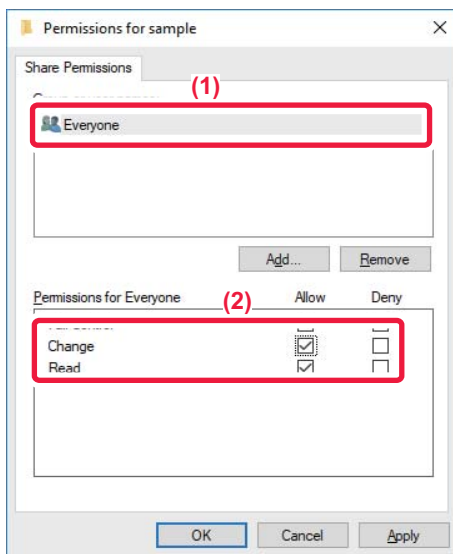 Permissions for sample
Share Permissions
(1)
Everyone
Add... Remove
Permissions for Everyone (2) Allow Deny
Change
Read
OK Cancel Apply